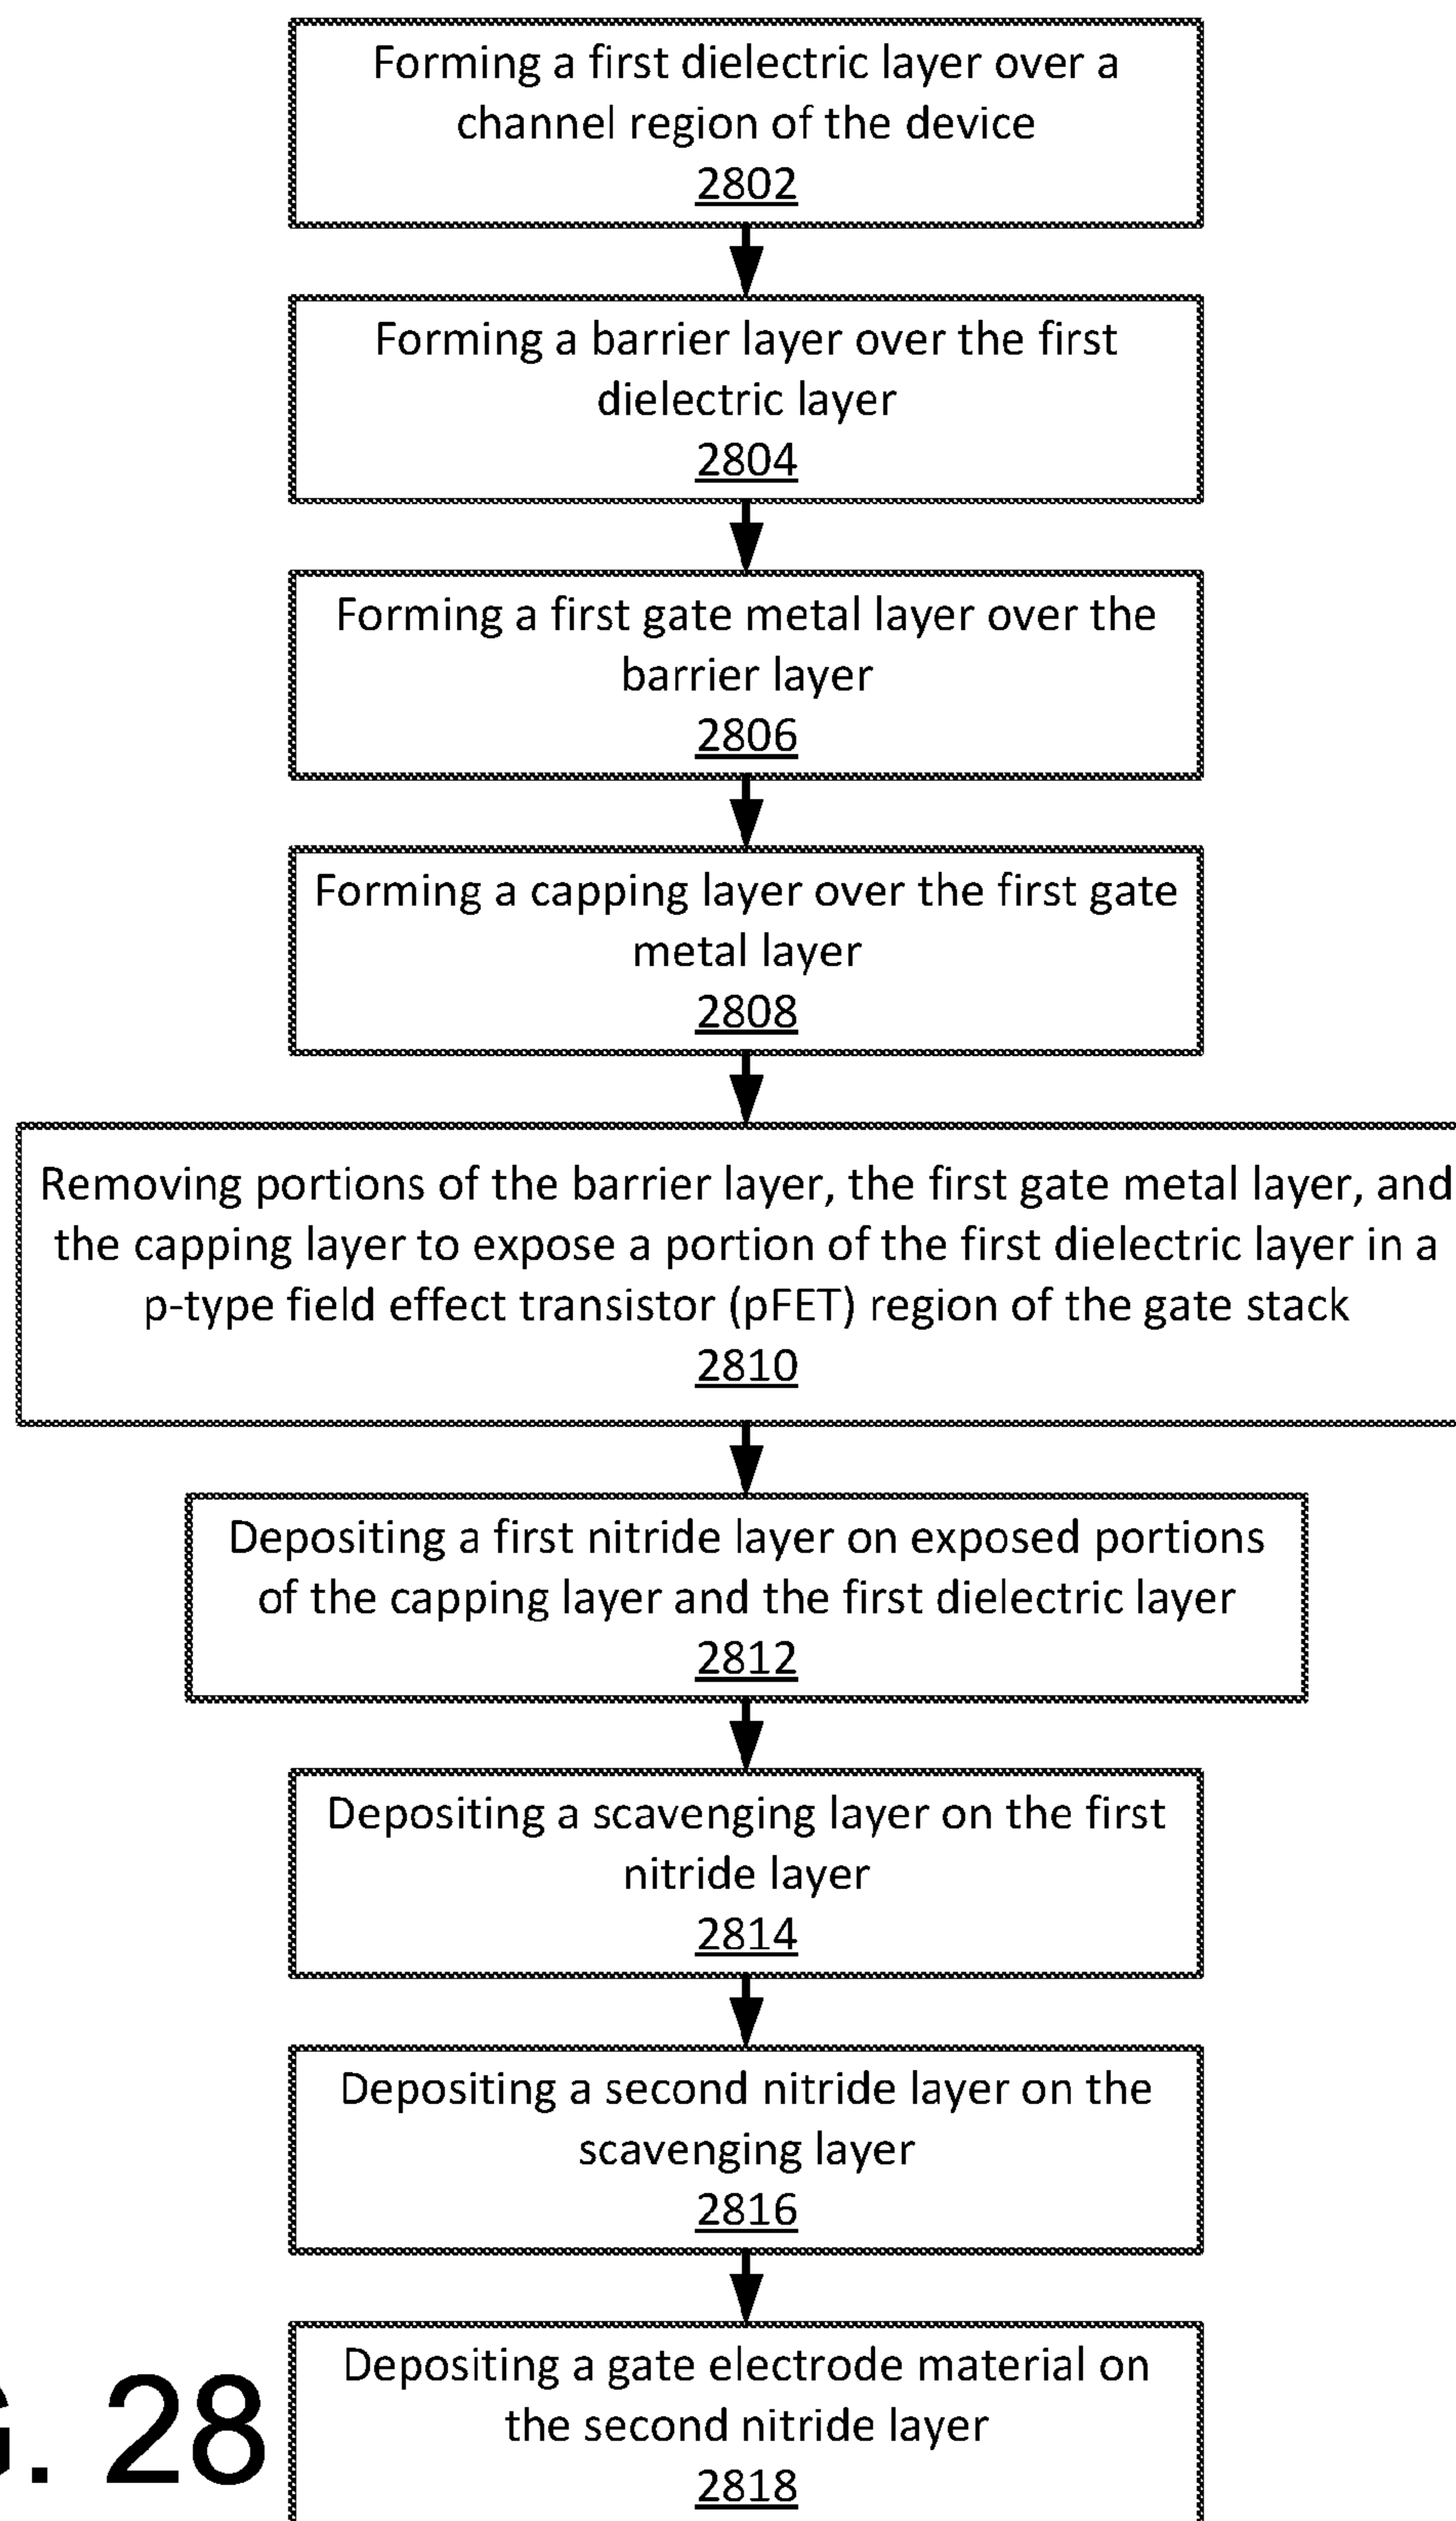 Forming a first dielectric layer over a
channel region of the device
2802
Forming a barrier layer over the first
dielectric layer
2804
Forming a first gate metal layer over the
barrier layer
2806
Forming a capping layer over the first gate
metal layer
2808
Removing portions of the barrier layer, the first gate metal layer, and
the capping layer to expose a portion of the first dielectric layer in a
p-type field effect transistor (pFET) region of the gate stack
2810
Depositing a first nitride layer on exposed portions
of the capping layer and the first dielectric layer
2812
Depositing a scavenging layer on the first
nitride layer
2814
Depositing a second nitride layer on the
scavenging layer
2816
Depositing a gate electrode material on
the second nitride layer
2818
G. 28